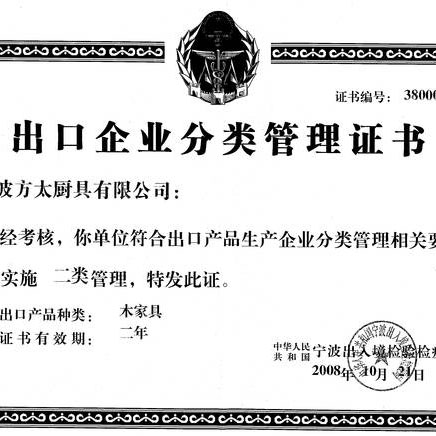 证书编号: 38000
出口企业分类管理证书
波方太厨具有限公司:
经考核,你单位符合出口产品生产企业分类管理相关要
实施 二类管理,特发此证。
出口产品种类: 木家具
证书有效期: 二年
中华人民共和国 宁波出入境检验检疫
2008年 10月 21日